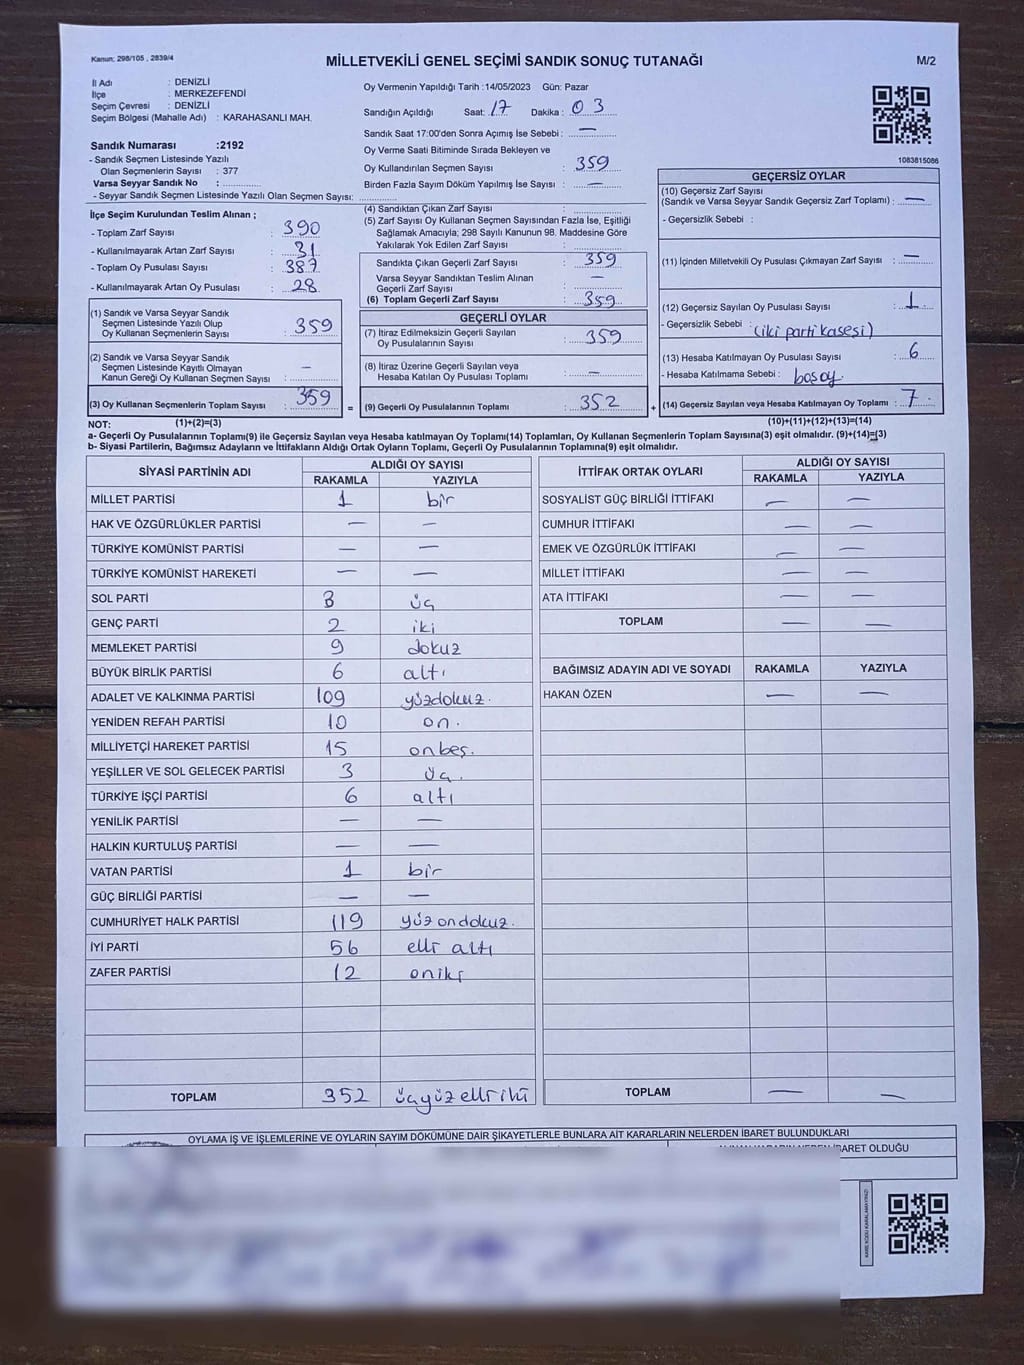 Kanun; 298/105 , 2839/4
MİLLETVEKİLİ GENEL SEÇİMİ SANDIK SONUÇ TUTANAĞI
M/2
İl Adı : DENİZLİ
İlçe : MERKEZEFENDİ
Seçim Çevresi : DENİZLİ
Seçim Bölgesi (Mahalle Adı) : KARAHASANLI MAH.
Sandık Numarası :2192
- Sandık Seçmen Listesinde Yazılı
Olan Seçmenlerin Sayısı : 377
Varsa Seyyar Sandık No :
- Seyyar Sandık Seçmen Listesinde Yazılı Olan Seçmen Sayısı:
Oy Vermenin Yapıldığı Tarih :14/05/2023 Gün: Pazar
Sandığın Açıldığı Saat: 17 Dakika : 03
Sandık Saat 17:00'den Sonra Açımış İse Sebebi : —
Oy Verme Saati Bitiminde Sırada Bekleyen ve
Oy Kullandırılan Seçmen Sayısı : 359
Birden Fazla Sayım Döküm Yapılmış İse Sayısı : —
1083815086
İlçe Seçim Kurulundan Teslim Alınan ;
- Toplam Zarf Sayısı : 390
- Kullanılmayarak Artan Zarf Sayısı : 31
- Toplam Oy Pusulası Sayısı : 387
- Kullanılmayarak Artan Oy Pusulası : 28
(1) Sandık ve Varsa Seyyar Sandık
Seçmen Listesinde Yazılı Olup
Oy Kullanan Seçmenlerin Sayısı : 359
(2) Sandık ve Varsa Seyyar Sandık
Seçmen Listesinde Kayıtlı Olmayan
Kanun Gereği Oy Kullanan Seçmen Sayısı : —
(3) Oy Kullanan Seçmenlerin Toplam Sayısı : 359
(4) Sandıktan Çıkan Zarf Sayısı :
(5) Zarf Sayısı Oy Kullanan Seçmen Sayısından Fazla İse, Eşitliği
Sağlamak Amacıyla; 298 Sayılı Kanunun 98. Maddesine Göre
Yakılarak Yok Edilen Zarf Sayısı :
Sandıkta Çıkan Geçerli Zarf Sayısı : 359
Varsa Seyyar Sandıktan Teslim Alınan
Geçerli Zarf Sayısı : —
(6) Toplam Geçerli Zarf Sayısı : 359
GEÇERLİ OYLAR
(7) İtiraz Edilmeksizin Geçerli Sayılan
Oy Pusulalarının Sayısı : 359
(8) İtiraz Üzerine Geçerli Sayılan veya
Hesaba Katılan Oy Pusulası Toplamı : —
= (9) Geçerli Oy Pusulalarının Toplamı : 352 +
GEÇERSİZ OYLAR
(10) Geçersiz Zarf Sayısı
(Sandık ve Varsa Seyyar Sandık Geçersiz Zarf Toplamı) : —
- Geçersizlik Sebebi :
(11) İçinden Milletvekili Oy Pusulası Çıkmayan Zarf Sayısı : —
(12) Geçersiz Sayılan Oy Pusulası Sayısı : 1
- Geçersizlik Sebebi : (iki parti kasesi)
(13) Hesaba Katılmayan Oy Pusulası Sayısı : 6
- Hesaba Katılmama Sebebi : boş oy.
(14) Geçersiz Sayılan veya Hesaba Katılmayan Oy Toplamı : 7
NOT: (1)+(2)=(3) (10)+(11)+(12)+(13)=(14)
a- Geçerli Oy Pusulalarının Toplamı(9) ile Geçersiz Sayılan veya Hesaba katılmayan Oy Toplamı(14) Toplamları, Oy Kullanan Seçmenlerin Toplam Sayısına(3) eşit olmalıdır. (9)+(14)=(3)
b- Siyasi Partilerin, Bağımsız Adayların ve İttifakların Aldığı Ortak Oyların Toplamı, Geçerli Oy Pusulalarının Toplamına(9) eşit olmalıdır.
SİYASİ PARTİNİN ADI ALDIĞI OY SAYISI
RAKAMLA YAZIYLA
MİLLET PARTİSİ 1 bir
HAK VE ÖZGÜRLÜKLER PARTİSİ — —
TÜRKİYE KOMÜNİST PARTİSİ — —
TÜRKİYE KOMÜNİST HAREKETİ — —
SOL PARTİ 3 üç
GENÇ PARTİ 2 iki
MEMLEKET PARTİSİ 9 dokuz
BÜYÜK BİRLİK PARTİSİ 6 altı
ADALET VE KALKINMA PARTİSİ 109 yüzdokuz.
YENİDEN REFAH PARTİSİ 10 on.
MİLLİYETÇİ HAREKET PARTİSİ 15 onbeş.
YEŞİLLER VE SOL GELECEK PARTİSİ 3 üç.
TÜRKİYE İŞÇİ PARTİSİ 6 altı
YENİLİK PARTİSİ — —
HALKIN KURTULUŞ PARTİSİ — —
VATAN PARTİSİ 1 bir
GÜÇ BİRLİĞİ PARTİSİ — —
CUMHURİYET HALK PARTİSİ 119 yüz ondokuz.
İYİ PARTİ 56 elli altı
ZAFER PARTİSİ 12 oniki
TOPLAM 352 üçyüzelliiki
İTTİFAK ORTAK OYLARI ALDIĞI OY SAYISI
RAKAMLA YAZIYLA
SOSYALİST GÜÇ BİRLİĞİ İTTİFAKI — —
CUMHUR İTTİFAKI — —
EMEK VE ÖZGÜRLÜK İTTİFAKI — —
MİLLET İTTİFAKI — —
ATA İTTİFAKI — —
TOPLAM — —
BAĞIMSIZ ADAYIN ADI VE SOYADI RAKAMLA YAZIYLA
HAKAN ÖZEN — —
TOPLAM — —
OYLAMA İŞ VE İŞLEMLERİNE VE OYLARIN SAYIM DÖKÜMÜNE DAİR ŞİKAYETLERLE BUNLARA AİT KARARLARIN NELERDEN İBARET BULUNDUKLARI
OLDUĞU
KARE KODU KARALAMAYINIZ!